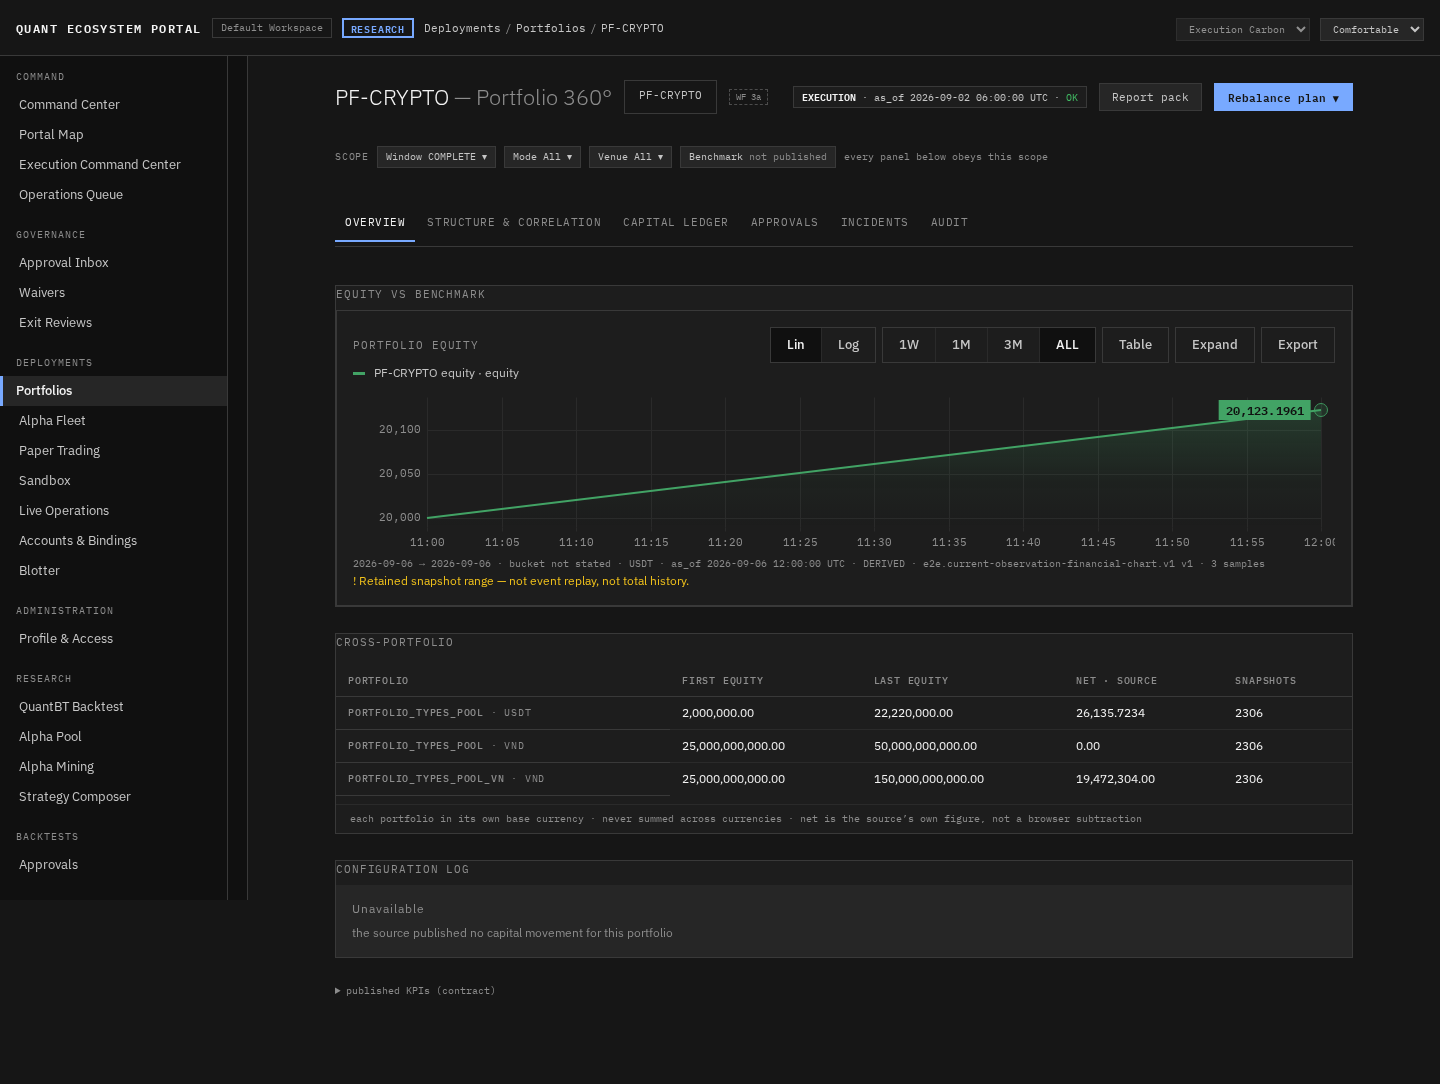 QUANT ECOSYSTEM PORTAL Default Workspace RESEARCH Deployments / Portfolios / PF-CRYPTO Execution Carbon Comfortable
COMMAND
Command Center
Portal Map
Execution Command Center
Operations Queue
GOVERNANCE
Approval Inbox
Waivers
Exit Reviews
DEPLOYMENTS
Portfolios
Alpha Fleet
Paper Trading
Sandbox
Live Operations
Accounts & Bindings
Blotter
ADMINISTRATION
Profile & Access
RESEARCH
QuantBT Backtest
Alpha Pool
Alpha Mining
Strategy Composer
BACKTESTS
Approvals
PF-CRYPTO — Portfolio 360° PF-CRYPTO WF 3a EXECUTION · as_of 2026-09-02 06:00:00 UTC · OK Report pack Rebalance plan ▾
SCOPE Window COMPLETE ▾ Mode All ▾ Venue All ▾ Benchmark not published every panel below obeys this scope
OVERVIEW STRUCTURE & CORRELATION CAPITAL LEDGER APPROVALS INCIDENTS AUDIT
EQUITY VS BENCHMARK
PORTFOLIO EQUITY Lin Log 1W 1M 3M ALL Table Expand Export
PF-CRYPTO equity · equity
20,123.1961
20,100
20,050
20,000
11:00 11:05 11:10 11:15 11:20 11:25 11:30 11:35 11:40 11:45 11:50 11:55 12:00
2026-09-06 → 2026-09-06 · bucket not stated · USDT · as_of 2026-09-06 12:00:00 UTC · DERIVED · e2e.current-observation-financial-chart.v1 v1 · 3 samples
! Retained snapshot range — not event replay, not total history.
CROSS-PORTFOLIO
PORTFOLIO FIRST EQUITY LAST EQUITY NET · SOURCE SNAPSHOTS
PORTFOLIO_TYPES_POOL · USDT 2,000,000.00 22,220,000.00 26,135.7234 2306
PORTFOLIO_TYPES_POOL · VND 25,000,000,000.00 50,000,000,000.00 0.00 2306
PORTFOLIO_TYPES_POOL_VN · VND 25,000,000,000.00 150,000,000,000.00 19,472,304.00 2306
each portfolio in its own base currency · never summed across currencies · net is the source's own figure, not a browser subtraction
CONFIGURATION LOG
Unavailable
the source published no capital movement for this portfolio
▶ published KPIs (contract)